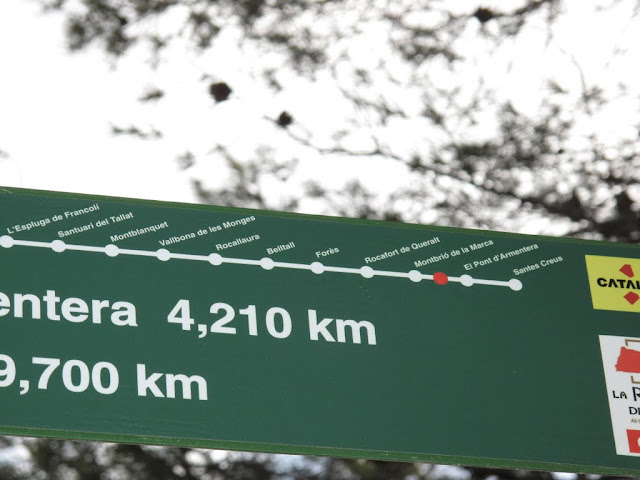 L'Espluga de Francolí
Santuari del Tallat
Montblanquet
Vallbona de les Monges
Rocallaura
Belltall
Forès
Rocafort de Queralt
Montbrió de la Marca
El Pont d'Armentera
Santes Creus
entera 4,210 km
9,700 km
CATAL
LA R
DE